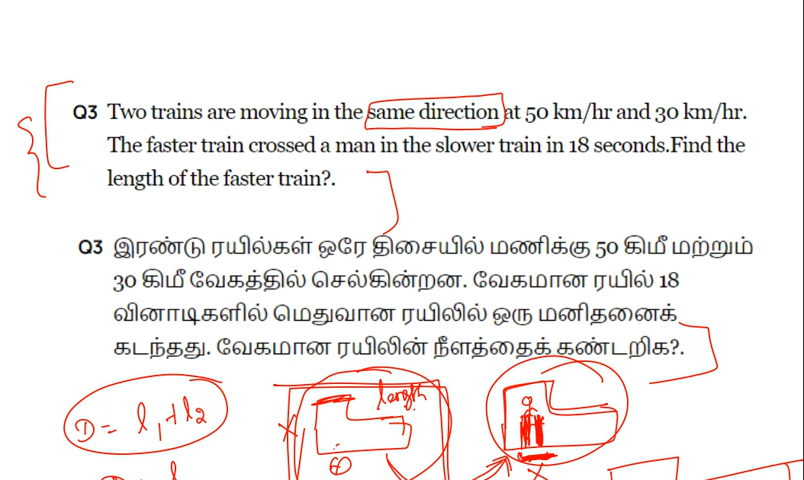 Q3 Two trains are moving in the same direction at 50 km/hr and 30 km/hr.
The faster train crossed a man in the slower train in 18 seconds.Find the
length of the faster train?.
Q3 இரண்டு ரயில்கள் ஒரே திசையில் மணிக்கு 50 கிமீ மற்றும்
30 கிமீ வேகத்தில் செல்கின்றன. வேகமான ரயில் 18
வினாடிகளில் மெதுவான ரயிலில் ஒரு மனிதனைக்
கடந்தது. வேகமான ரயிலின் நீளத்தைக் கண்டறிக?.
length
D = l₁+l₂